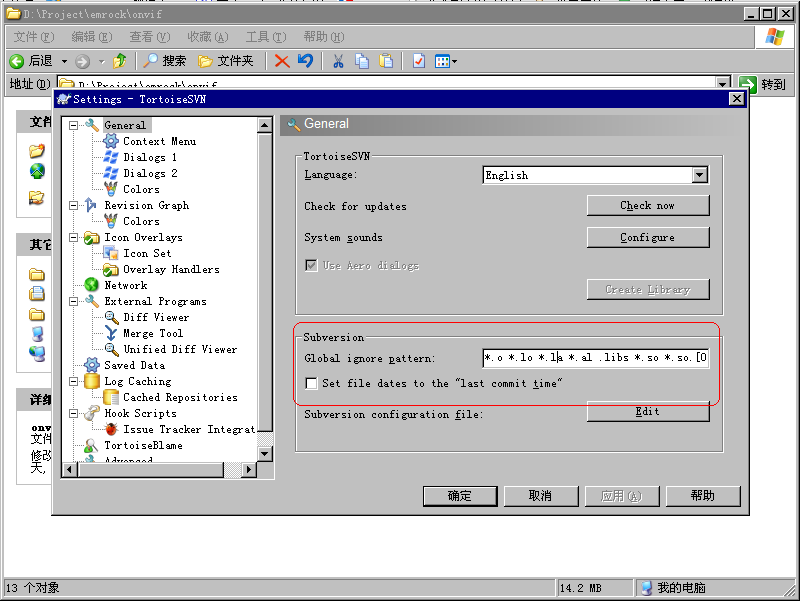 D:\Project\emrock\onvif
文件(F) 编辑(E) 查看(V) 收藏(A) 工具(T) 帮助(H)
后退 搜索 文件夹
地址(D) D:\Project\emrock\onvif 转到
Settings - TortoiseSVN
General
Context Menu
Dialogs 1
Dialogs 2
Colors
Revision Graph
Colors
Icon Overlays
Icon Set
Overlay Handlers
Network
External Programs
Diff Viewer
Merge Tool
Unified Diff Viewer
Saved Data
Log Caching
Cached Repositories
Hook Scripts
Issue Tracker Integrat
TortoiseBlame
Advanced
General
TortoiseSVN
Language: English
Check for updates Check now
System sounds Configure
Use Aero dialogs
Create Library
Subversion
Global ignore pattern: *.o *.lo *.la *.al .libs *.so *.so.[0
Set file dates to the "last commit time"
Subversion configuration file: Edit
确定 取消 应用(A) 帮助
文件
其它
详细
onv
文件
修改
天,
13 个对象 14.2 MB 我的电脑